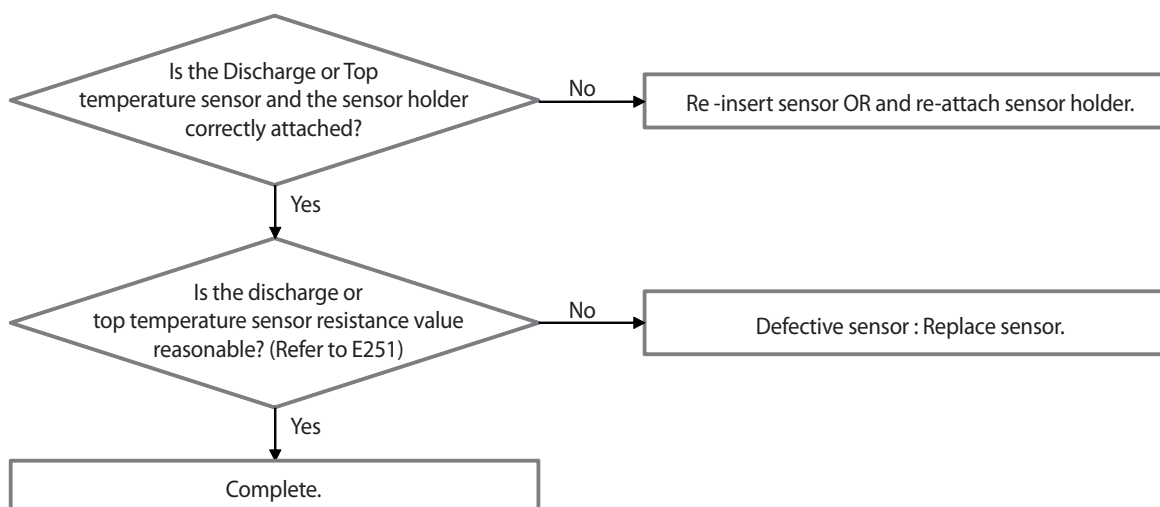 Is the Discharge or Top
temperature sensor and the sensor holder
correctly attached?
No
Re -insert sensor OR and re-attach sensor holder.
Yes
Is the discharge or
top temperature sensor resistance value
reasonable? (Refer to E251)
No
Defective sensor : Replace sensor.
Yes
Complete.